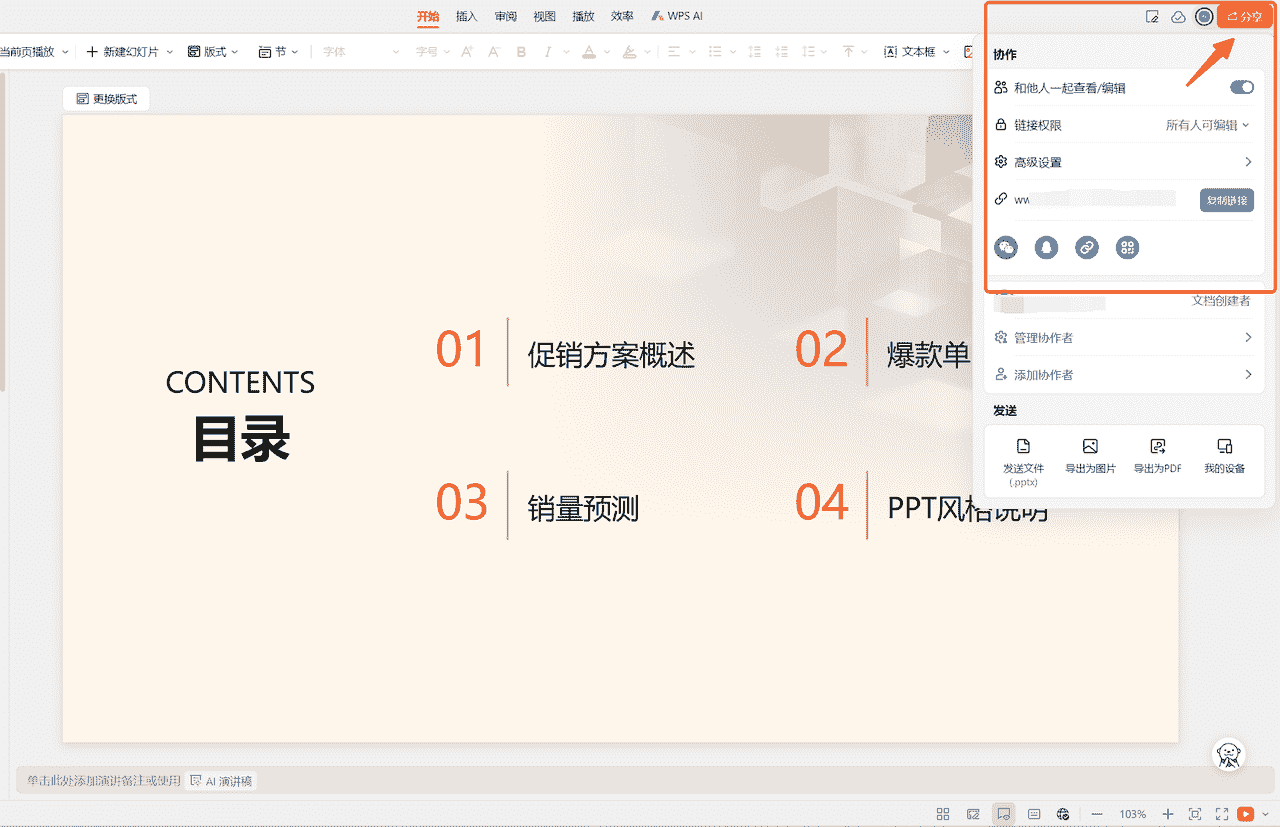 开始 插入 审阅 视图 播放 效率 WPS AI
分享
当前页播放 新建幻灯片 版式 节 字体 字号 A⁺ A⁻ B I A 文本框
更换版式
CONTENTS
目录
01 促销方案概述
02 爆款单
03 销量预测
04 PPT风格说明
协作
和他人一起查看/编辑
链接权限 所有人可编辑
高级设置
ww 复制链接
文档创建者
管理协作者
添加协作者
发送
发送文件 导出为图片 导出为PDF 我的设备
(.pptx)
单击此处添加演讲备注或使用 AI 演讲稿
103%